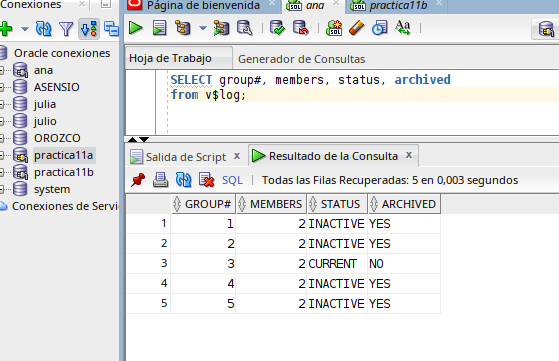 Conexiones
Página de bienvenida
ana
practica11b
Oracle conexiones
ana
ASENSIO
julia
julio
OROZCO
practica11a
practica11b
system
Conexiones de Servi
Hoja de Trabajo
Generador de Consultas
SELECT group#, members, status, archived
from v$log;
Salida de Script x
Resultado de la Consulta x
SQL | Todas las Filas Recuperadas: 5 en 0,003 segundos
GROUP# MEMBERS STATUS ARCHIVED
1 1 2 INACTIVE YES
2 2 2 INACTIVE YES
3 3 2 CURRENT NO
4 4 2 INACTIVE YES
5 5 2 INACTIVE YES